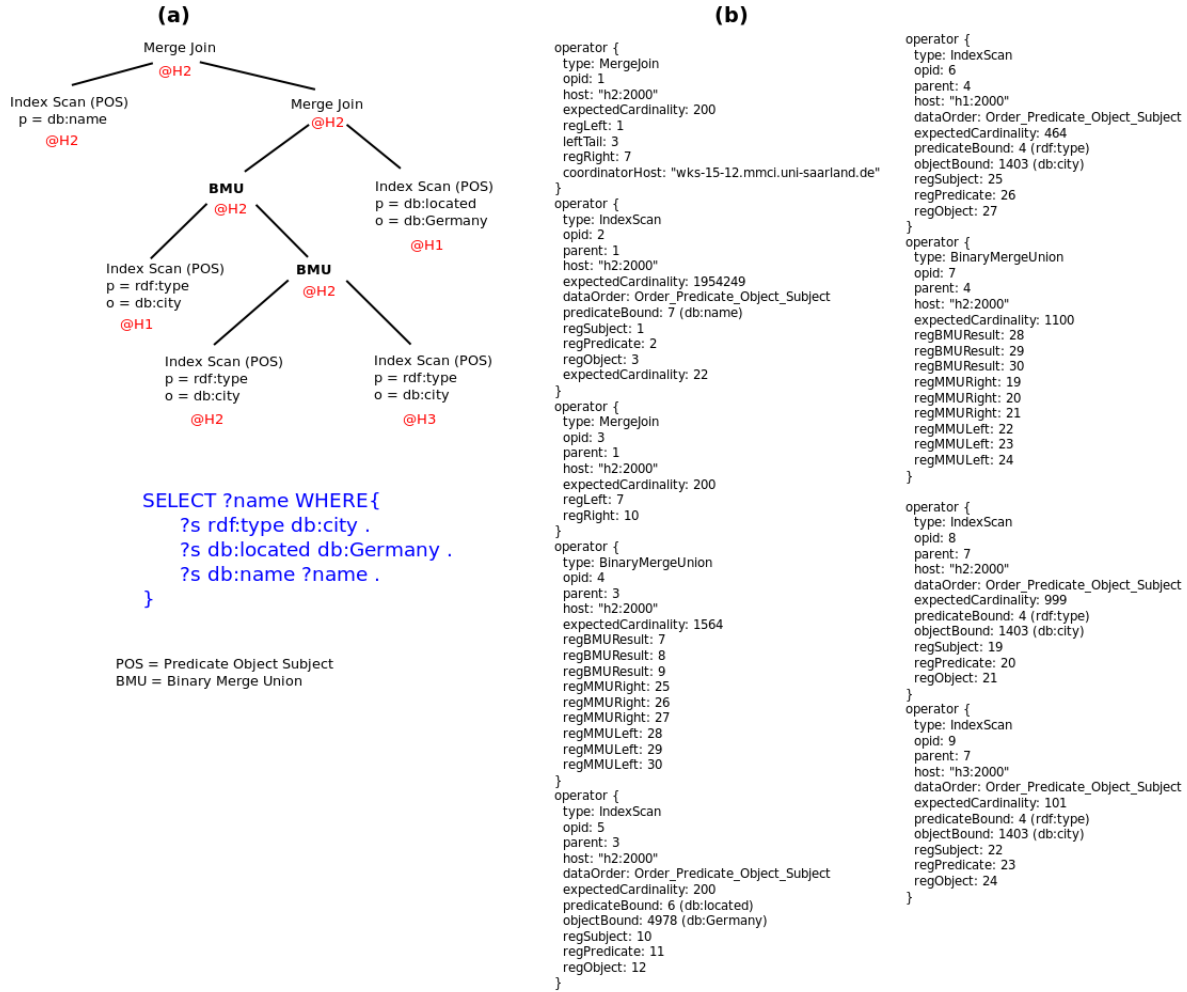 (a)
Merge Join
@H2
Index Scan (POS)
p = db:name
@H2
Merge Join
@H2
BMU
@H2
Index Scan (POS)
p = db:located
o = db:Germany
@H1
Index Scan (POS)
p = rdf:type
o = db:city
@H1
BMU
@H2
Index Scan (POS)
p = rdf:type
o = db:city
@H2
Index Scan (POS)
p = rdf:type
o = db:city
@H3
SELECT ?name WHERE{
?s rdf:type db:city .
?s db:located db:Germany .
?s db:name ?name .
}
POS = Predicate Object Subject
BMU = Binary Merge Union
(b)
operator {
type: MergeJoin
opid: 1
host: "h2:2000"
expectedCardinality: 200
regLeft: 1
leftTail: 3
regRight: 7
coordinatorHost: "wks-15-12.mmci.uni-saarland.de"
}
operator {
type: IndexScan
opid: 2
parent: 1
host: "h2:2000"
expectedCardinality: 1954249
dataOrder: Order_Predicate_Object_Subject
predicateBound: 7 (db:name)
regSubject: 1
regPredicate: 2
regObject: 3
expectedCardinality: 22
}
operator {
type: MergeJoin
opid: 3
parent: 1
host: "h2:2000"
expectedCardinality: 200
regLeft: 7
regRight: 10
}
operator {
type: BinaryMergeUnion
opid: 4
parent: 3
host: "h2:2000"
expectedCardinality: 1564
regBMUResult: 7
regBMUResult: 8
regBMUResult: 9
regMMURight: 25
regMMURight: 26
regMMURight: 27
regMMULeft: 28
regMMULeft: 29
regMMULeft: 30
}
operator {
type: IndexScan
opid: 5
parent: 3
host: "h2:2000"
dataOrder: Order_Predicate_Object_Subject
expectedCardinality: 200
predicateBound: 6 (db:located)
objectBound: 4978 (db:Germany)
regSubject: 10
regPredicate: 11
regObject: 12
}
operator {
type: IndexScan
opid: 6
parent: 4
host: "h1:2000"
dataOrder: Order_Predicate_Object_Subject
expectedCardinality: 464
predicateBound: 4 (rdf:type)
objectBound: 1403 (db:city)
regSubject: 25
regPredicate: 26
regObject: 27
}
operator {
type: BinaryMergeUnion
opid: 7
parent: 4
host: "h2:2000"
expectedCardinality: 1100
regBMUResult: 28
regBMUResult: 29
regBMUResult: 30
regMMURight: 19
regMMURight: 20
regMMURight: 21
regMMULeft: 22
regMMULeft: 23
regMMULeft: 24
}
operator {
type: IndexScan
opid: 8
parent: 7
host: "h2:2000"
dataOrder: Order_Predicate_Object_Subject
expectedCardinality: 999
predicateBound: 4 (rdf:type)
objectBound: 1403 (db:city)
regSubject: 19
regPredicate: 20
regObject: 21
}
operator {
type: IndexScan
opid: 9
parent: 7
host: "h3:2000"
dataOrder: Order_Predicate_Object_Subject
expectedCardinality: 101
predicateBound: 4 (rdf:type)
objectBound: 1403 (db:city)
regSubject: 22
regPredicate: 23
regObject: 24
}